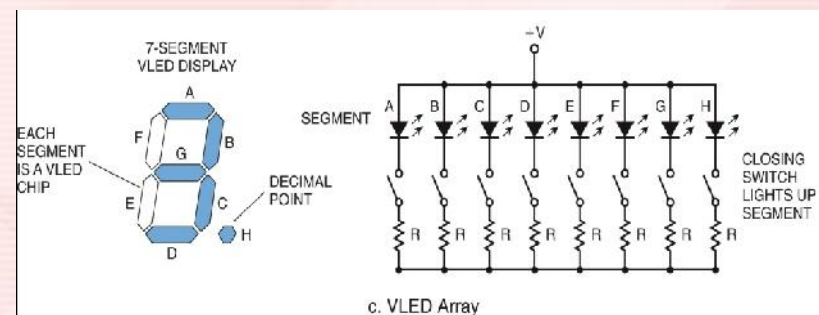 7-SEGMENT
VLED DISPLAY
A
F
B
G
E
C
D
H
EACH
SEGMENT
IS A VLED
CHIP
DECIMAL
POINT
+V
SEGMENT
A B C D E F G H
CLOSING
SWITCH
LIGHTS UP
SEGMENT
R R R R R R R R
c. VLED Array